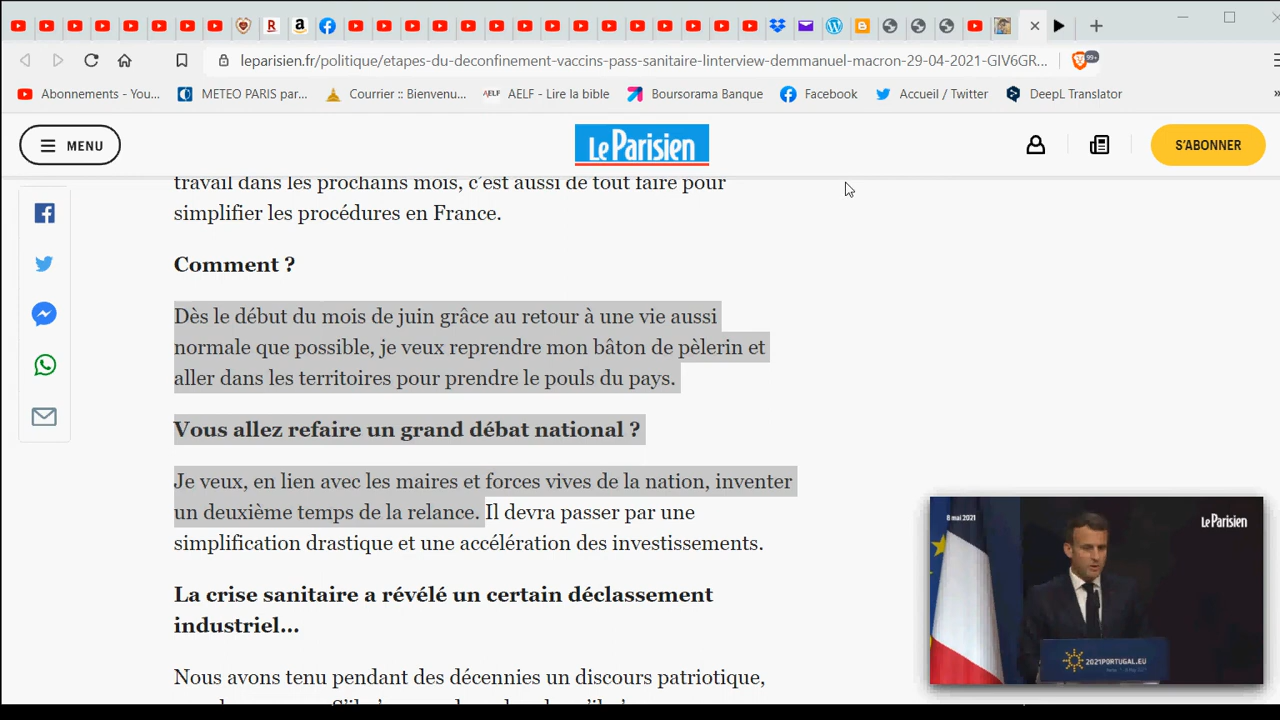 leparisien.fr/politique/etapes-du-deconfinement-vaccins-pass-sanitaire-linterview-demmanuel-macron-29-04-2021-GIV6GR...
99+
Abonnements - You...
METEO PARIS par...
Courrier :: Bienvenu...
AELF
AELF - Lire la bible
Boursorama Banque
Facebook
Accueil / Twitter
DeepL Translator
MENU
Le Parisien
S'ABONNER
travail dans les prochains mois, c'est aussi de tout faire pour
simplifier les procédures en France.
Comment ?
Dès le début du mois de juin grâce au retour à une vie aussi
normale que possible, je veux reprendre mon bâton de pèlerin et
aller dans les territoires pour prendre le pouls du pays.
Vous allez refaire un grand débat national ?
Je veux, en lien avec les maires et forces vives de la nation, inventer
un deuxième temps de la relance. Il devra passer par une
simplification drastique et une accélération des investissements.
La crise sanitaire a révélé un certain déclassement
industriel...
Nous avons tenu pendant des décennies un discours patriotique,
8 mai 2021
Le Parisien
2021PORTUGAL.EU